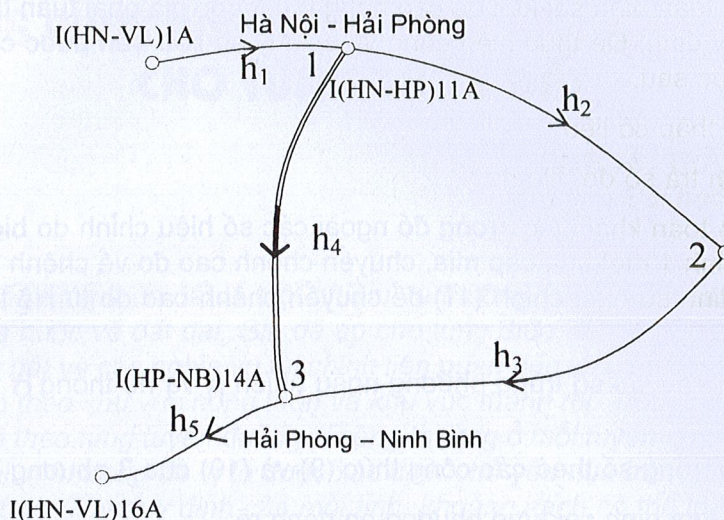 Hà Nội - Hải Phòng
I(HN-VL)1A
h1
1
I(HN-HP)11A
h2
h4
2
h3
I(HP-NB)14A
3
h5
Hải Phòng – Ninh Bình
I(HN-VL)16A